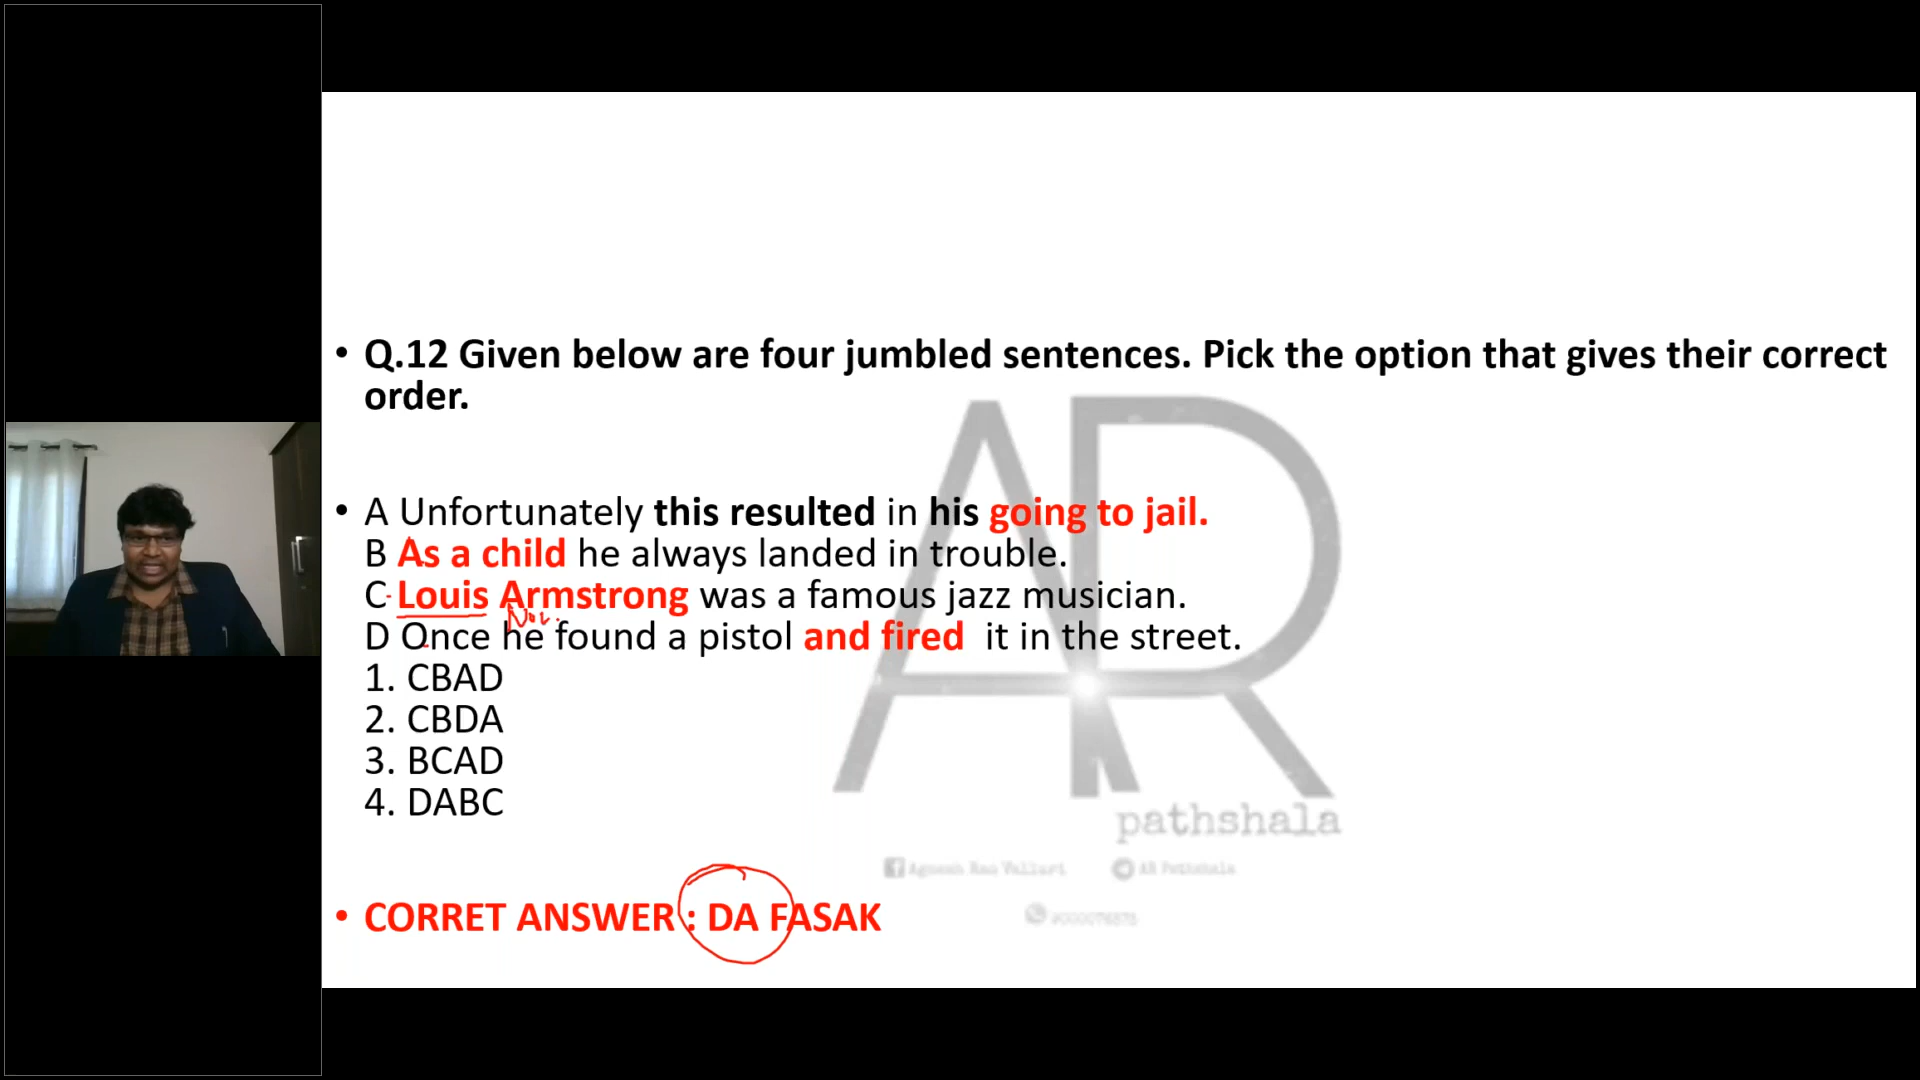 • Q.12 Given below are four jumbled sentences. Pick the option that gives their correct
order.
• A Unfortunately this resulted in his going to jail.
B As a child he always landed in trouble.
C Louis Armstrong was a famous jazz musician.
D Once he found a pistol and fired it in the street.
1. CBAD
2. CBDA
3. BCAD
4. DABC
AR
pathshala
AR Pathshala
• CORRET ANSWER : DA FASAK